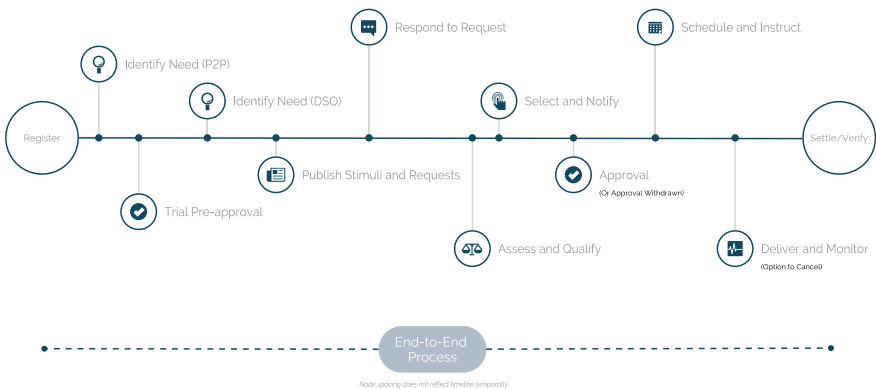 Respond to Request
Schedule and Instruct
Identify Need (P2P)
Identify Need (DSO)
Select and Notify
Register
Settle/Verify
Publish Stimuli and Requests
Approval
(Or Approval Withdrawn)
Trial Pre-approval
Assess and Qualify
Deliver and Monitor
(Option to Cancel)
End-to-End
Process
Node spacing does not reflect timeline temporally